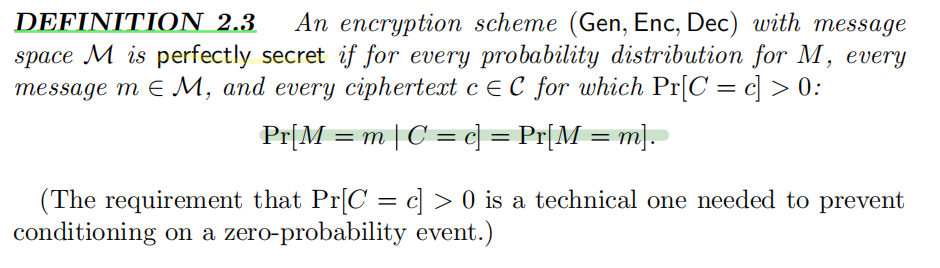 DEFINITION 2.3 An encryption scheme (Gen, Enc, Dec) with message
space ℳ is perfectly secret if for every probability distribution for M, every
message m ∈ ℳ, and every ciphertext c ∈ 𝒞 for which Pr[C = c] > 0:
Pr[M = m | C = c] = Pr[M = m].
(The requirement that Pr[C = c] > 0 is a technical one needed to prevent
conditioning on a zero-probability event.)